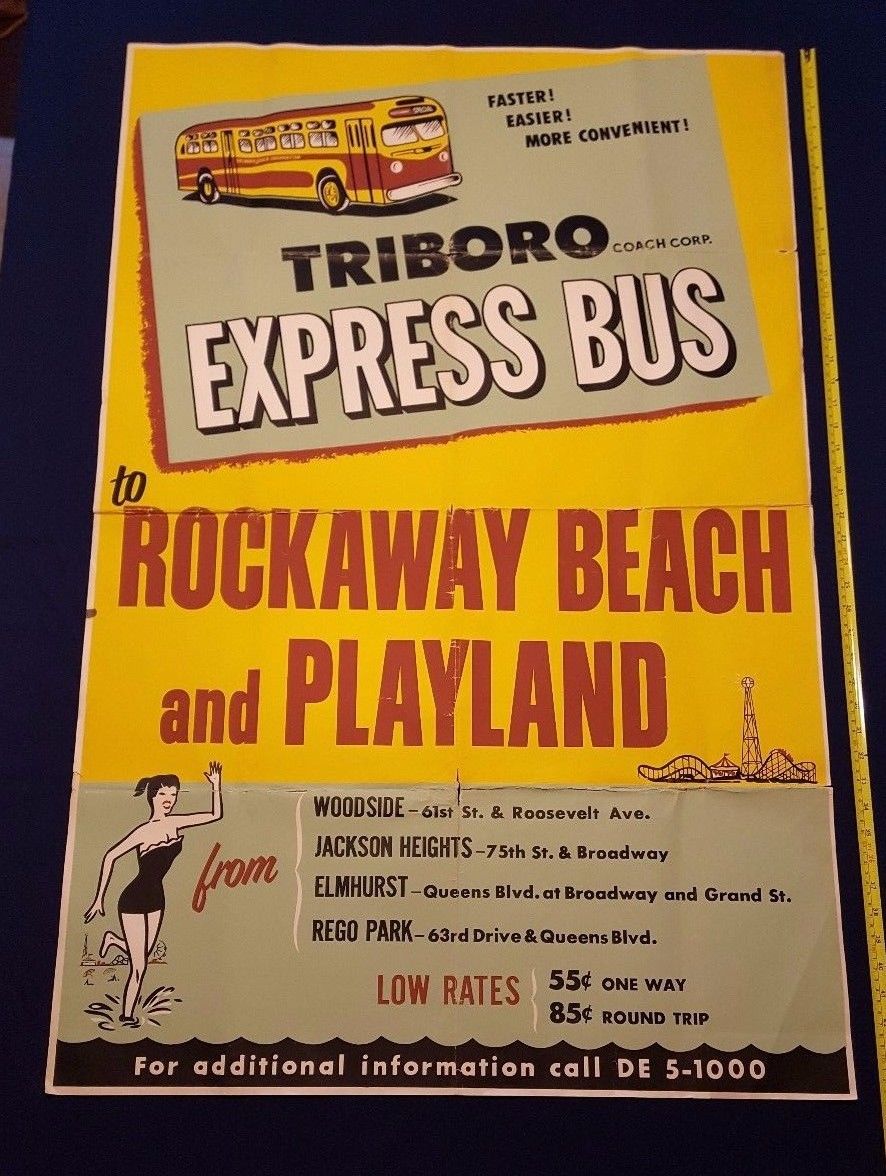 SPECIAL
FASTER!
EASIER!
MORE CONVENIENT!
TRIBORO COACH CORP.
EXPRESS BUS
to
ROCKAWAY BEACH
and PLAYLAND
from
WOODSIDE – 61st St. & Roosevelt Ave.
JACKSON HEIGHTS – 75th St. & Broadway
ELMHURST – Queens Blvd. at Broadway and Grand St.
REGO PARK – 63rd Drive & Queens Blvd.
LOW RATES
55¢ ONE WAY
85¢ ROUND TRIP
For additional information call DE 5-1000